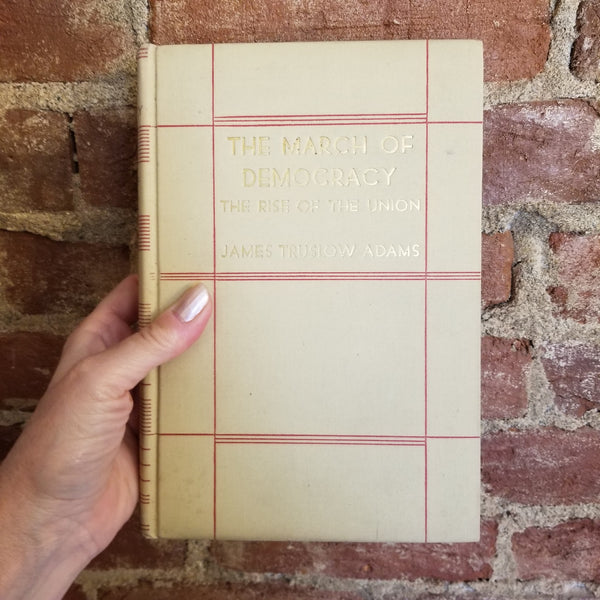 THE MARCH OF
DEMOCRACY
THE RISE OF THE UNION
JAMES TRUSLOW ADAMS